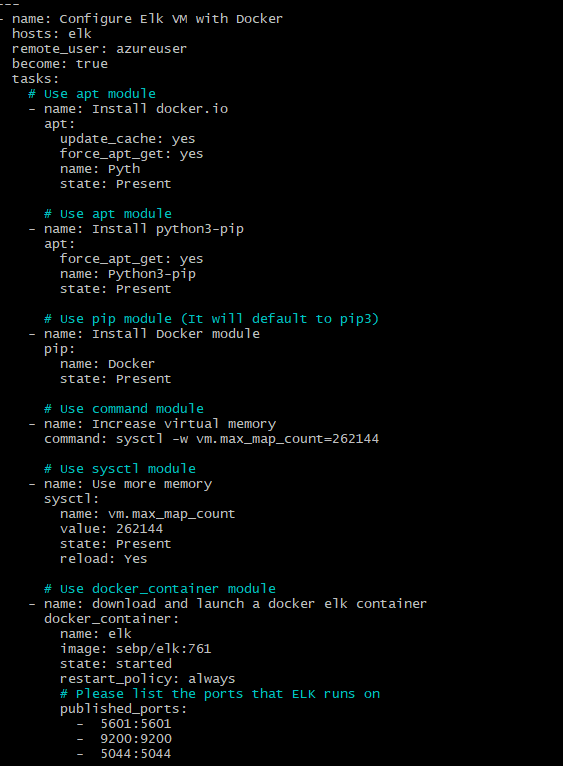 ---
- name: Configure Elk VM with Docker
  hosts: elk
  remote_user: azureuser
  become: true
  tasks:
    # Use apt module
    - name: Install docker.io
      apt:
        update_cache: yes
        force_apt_get: yes
        name: Pyth
        state: Present

      # Use apt module
    - name: Install python3-pip
      apt:
        force_apt_get: yes
        name: Python3-pip
        state: Present

      # Use pip module (It will default to pip3)
    - name: Install Docker module
      pip:
        name: Docker
        state: Present

      # Use command module
    - name: Increase virtual memory
      command: sysctl -w vm.max_map_count=262144

      # Use sysctl module
    - name: Use more memory
      sysctl:
        name: vm.max_map_count
        value: 262144
        state: Present
        reload: Yes

      # Use docker_container module
    - name: download and launch a docker elk container
      docker_container:
        name: elk
        image: sebp/elk:761
        state: started
        restart_policy: always
        # Please list the ports that ELK runs on
        published_ports:
          -  5601:5601
          -  9200:9200
          -  5044:5044